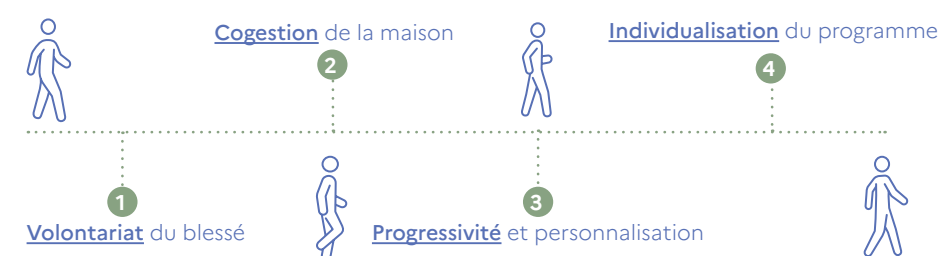 Cogestion de la maison
Individualisation du programme
2
4
1
3
Volontariat du blessé
Progressivité et personnalisation